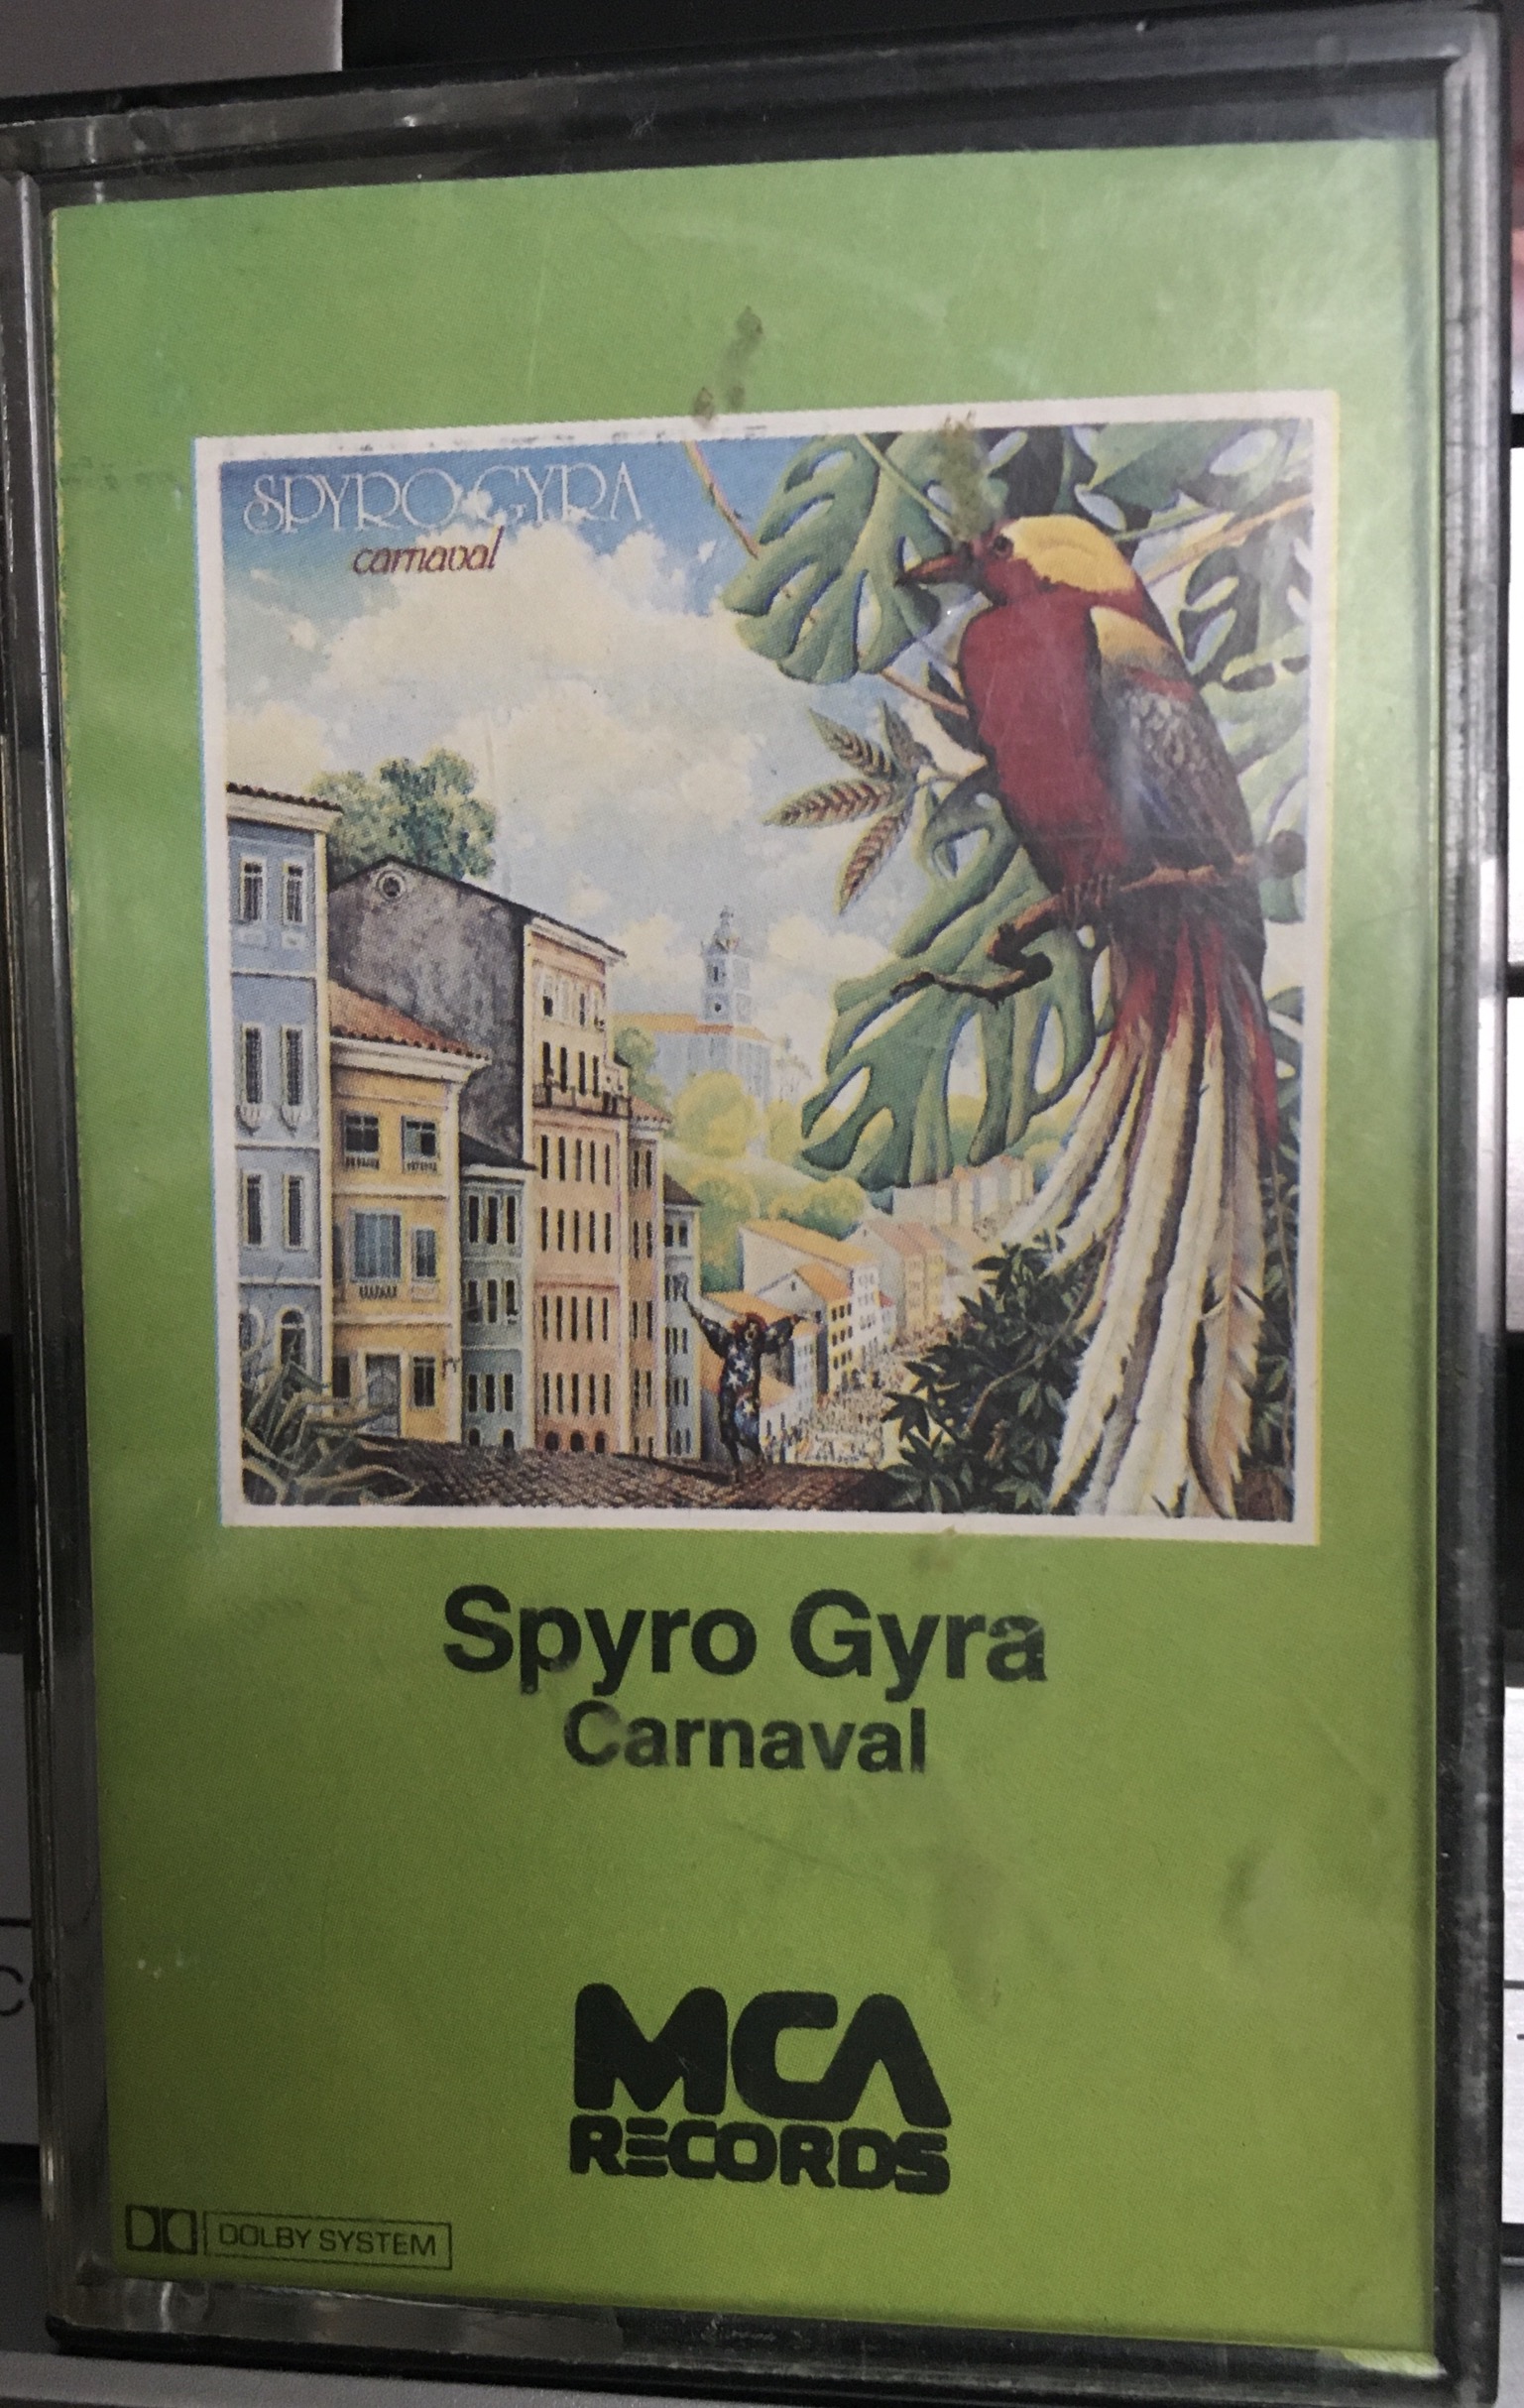 SPYRO GYRA
carnaval
Spyro Gyra
Carnaval
MCA
RECORDS
DOLBY SYSTEM